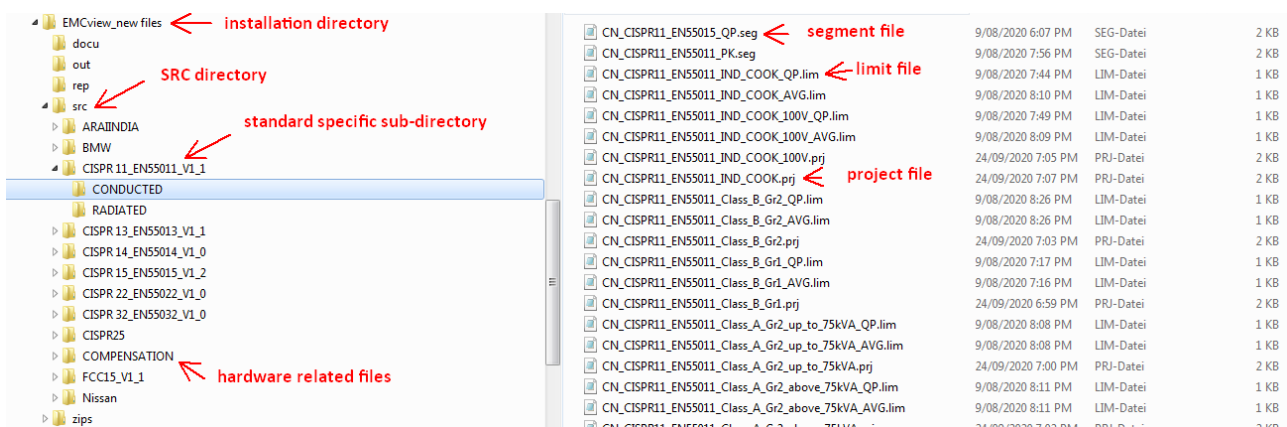 EMCview_new files
installation directory
docu
out
SRC directory
rep
src
ARAIINDIA
standard specific sub-directory
BMW
CISPR 11_EN55011_V1_1
CONDUCTED
RADIATED
CISPR 13_EN55013_V1_1
CISPR 14_EN55014_V1_0
CISPR 15_EN55015_V1_2
CISPR 22_EN55022_V1_0
CISPR 32_EN55032_V1_0
CISPR25
COMPENSATION
FCC15_V1_1
hardware related files
Nissan
zips
CN_CISPR11_EN55015_QP.seg segment file 9/08/2020 6:07 PM SEG-Datei 2 KB
CN_CISPR11_EN55011_PK.seg 9/08/2020 7:56 PM SEG-Datei 2 KB
CN_CISPR11_EN55011_IND_COOK_QP.lim limit file 9/08/2020 7:44 PM LIM-Datei 1 KB
CN_CISPR11_EN55011_IND_COOK_AVG.lim 9/08/2020 8:10 PM LIM-Datei 1 KB
CN_CISPR11_EN55011_IND_COOK_100V_QP.lim 9/08/2020 7:49 PM LIM-Datei 1 KB
CN_CISPR11_EN55011_IND_COOK_100V_AVG.lim 9/08/2020 8:09 PM LIM-Datei 1 KB
CN_CISPR11_EN55011_IND_COOK_100V.prj 24/09/2020 7:05 PM PRJ-Datei 2 KB
CN_CISPR11_EN55011_IND_COOK.prj project file 24/09/2020 7:07 PM PRJ-Datei 2 KB
CN_CISPR11_EN55011_Class_B_Gr2_QP.lim 9/08/2020 8:26 PM LIM-Datei 1 KB
CN_CISPR11_EN55011_Class_B_Gr2_AVG.lim 9/08/2020 8:26 PM LIM-Datei 1 KB
CN_CISPR11_EN55011_Class_B_Gr2.prj 24/09/2020 7:03 PM PRJ-Datei 2 KB
CN_CISPR11_EN55011_Class_B_Gr1_QP.lim 9/08/2020 7:17 PM LIM-Datei 1 KB
CN_CISPR11_EN55011_Class_B_Gr1_AVG.lim 9/08/2020 7:16 PM LIM-Datei 1 KB
CN_CISPR11_EN55011_Class_B_Gr1.prj 24/09/2020 6:59 PM PRJ-Datei 2 KB
CN_CISPR11_EN55011_Class_A_Gr2_up_to_75kVA_QP.lim 9/08/2020 8:08 PM LIM-Datei 1 KB
CN_CISPR11_EN55011_Class_A_Gr2_up_to_75kVA_AVG.lim 9/08/2020 8:08 PM LIM-Datei 1 KB
CN_CISPR11_EN55011_Class_A_Gr2_up_to_75kVA.prj 24/09/2020 7:00 PM PRJ-Datei 2 KB
CN_CISPR11_EN55011_Class_A_Gr2_above_75kVA_QP.lim 9/08/2020 8:11 PM LIM-Datei 1 KB
CN_CISPR11_EN55011_Class_A_Gr2_above_75kVA_AVG.lim 9/08/2020 8:11 PM LIM-Datei 1 KB